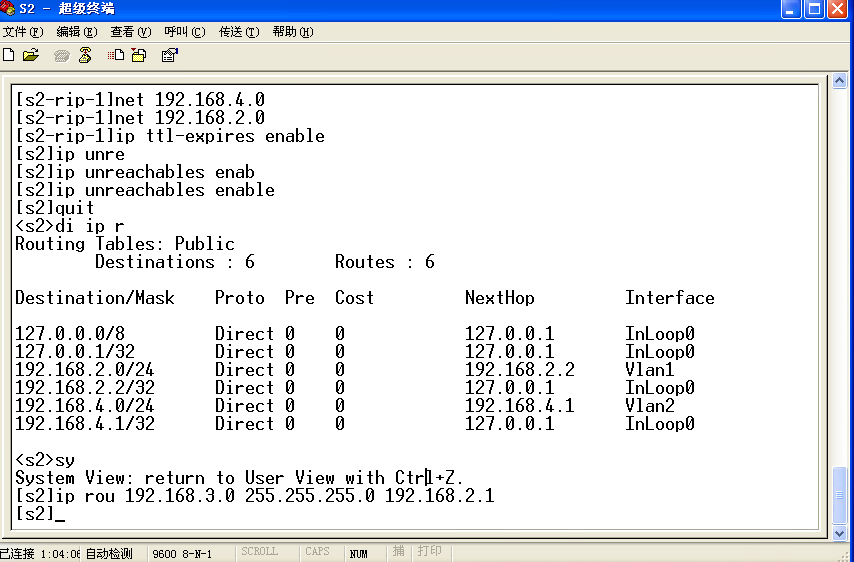 S2 - 超级终端
文件(F) 编辑(E) 查看(V) 呼叫(C) 传送(T) 帮助(H)
[s2-rip-1]net 192.168.4.0
[s2-rip-1]net 192.168.2.0
[s2-rip-1]ip ttl-expires enable
[s2]ip unre
[s2]ip unreachables enab
[s2]ip unreachables enable
[s2]quit
<s2>di ip r
Routing Tables: Public
Destinations : 6 Routes : 6
Destination/Mask Proto Pre Cost NextHop Interface
127.0.0.0/8 Direct 0 0 127.0.0.1 InLoop0
127.0.0.1/32 Direct 0 0 127.0.0.1 InLoop0
192.168.2.0/24 Direct 0 0 192.168.2.2 Vlan1
192.168.2.2/32 Direct 0 0 127.0.0.1 InLoop0
192.168.4.0/24 Direct 0 0 192.168.4.1 Vlan2
192.168.4.1/32 Direct 0 0 127.0.0.1 InLoop0
<s2>sy
System View: return to User View with Ctrl+Z.
[s2]ip rou 192.168.3.0 255.255.255.0 192.168.2.1
[s2]_
已连接 1:04:06 自动检测 9600 8-N-1 SCROLL CAPS NUM 捕 打印